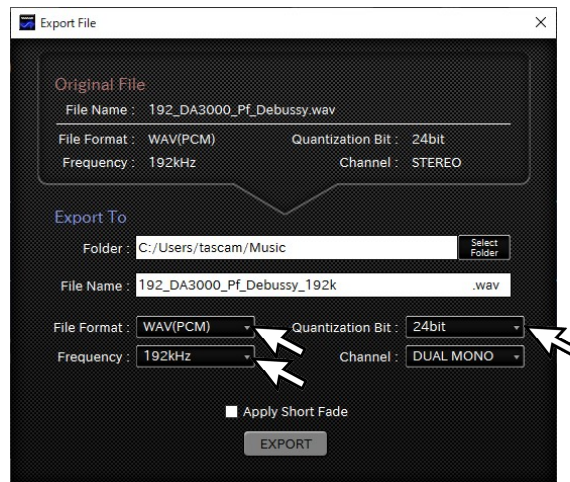 Export File
Original File
File Name : 192_DA3000_Pf_Debussy.wav
File Format : WAV(PCM) Quantization Bit : 24bit
Frequency : 192kHz Channel : STEREO
Export To
Folder : C:/Users/tascam/Music Select Folder
File Name : 192_DA3000_Pf_Debussy_192k .wav
File Format : WAV(PCM) Quantization Bit : 24bit
Frequency : 192kHz Channel : DUAL MONO
Apply Short Fade
EXPORT